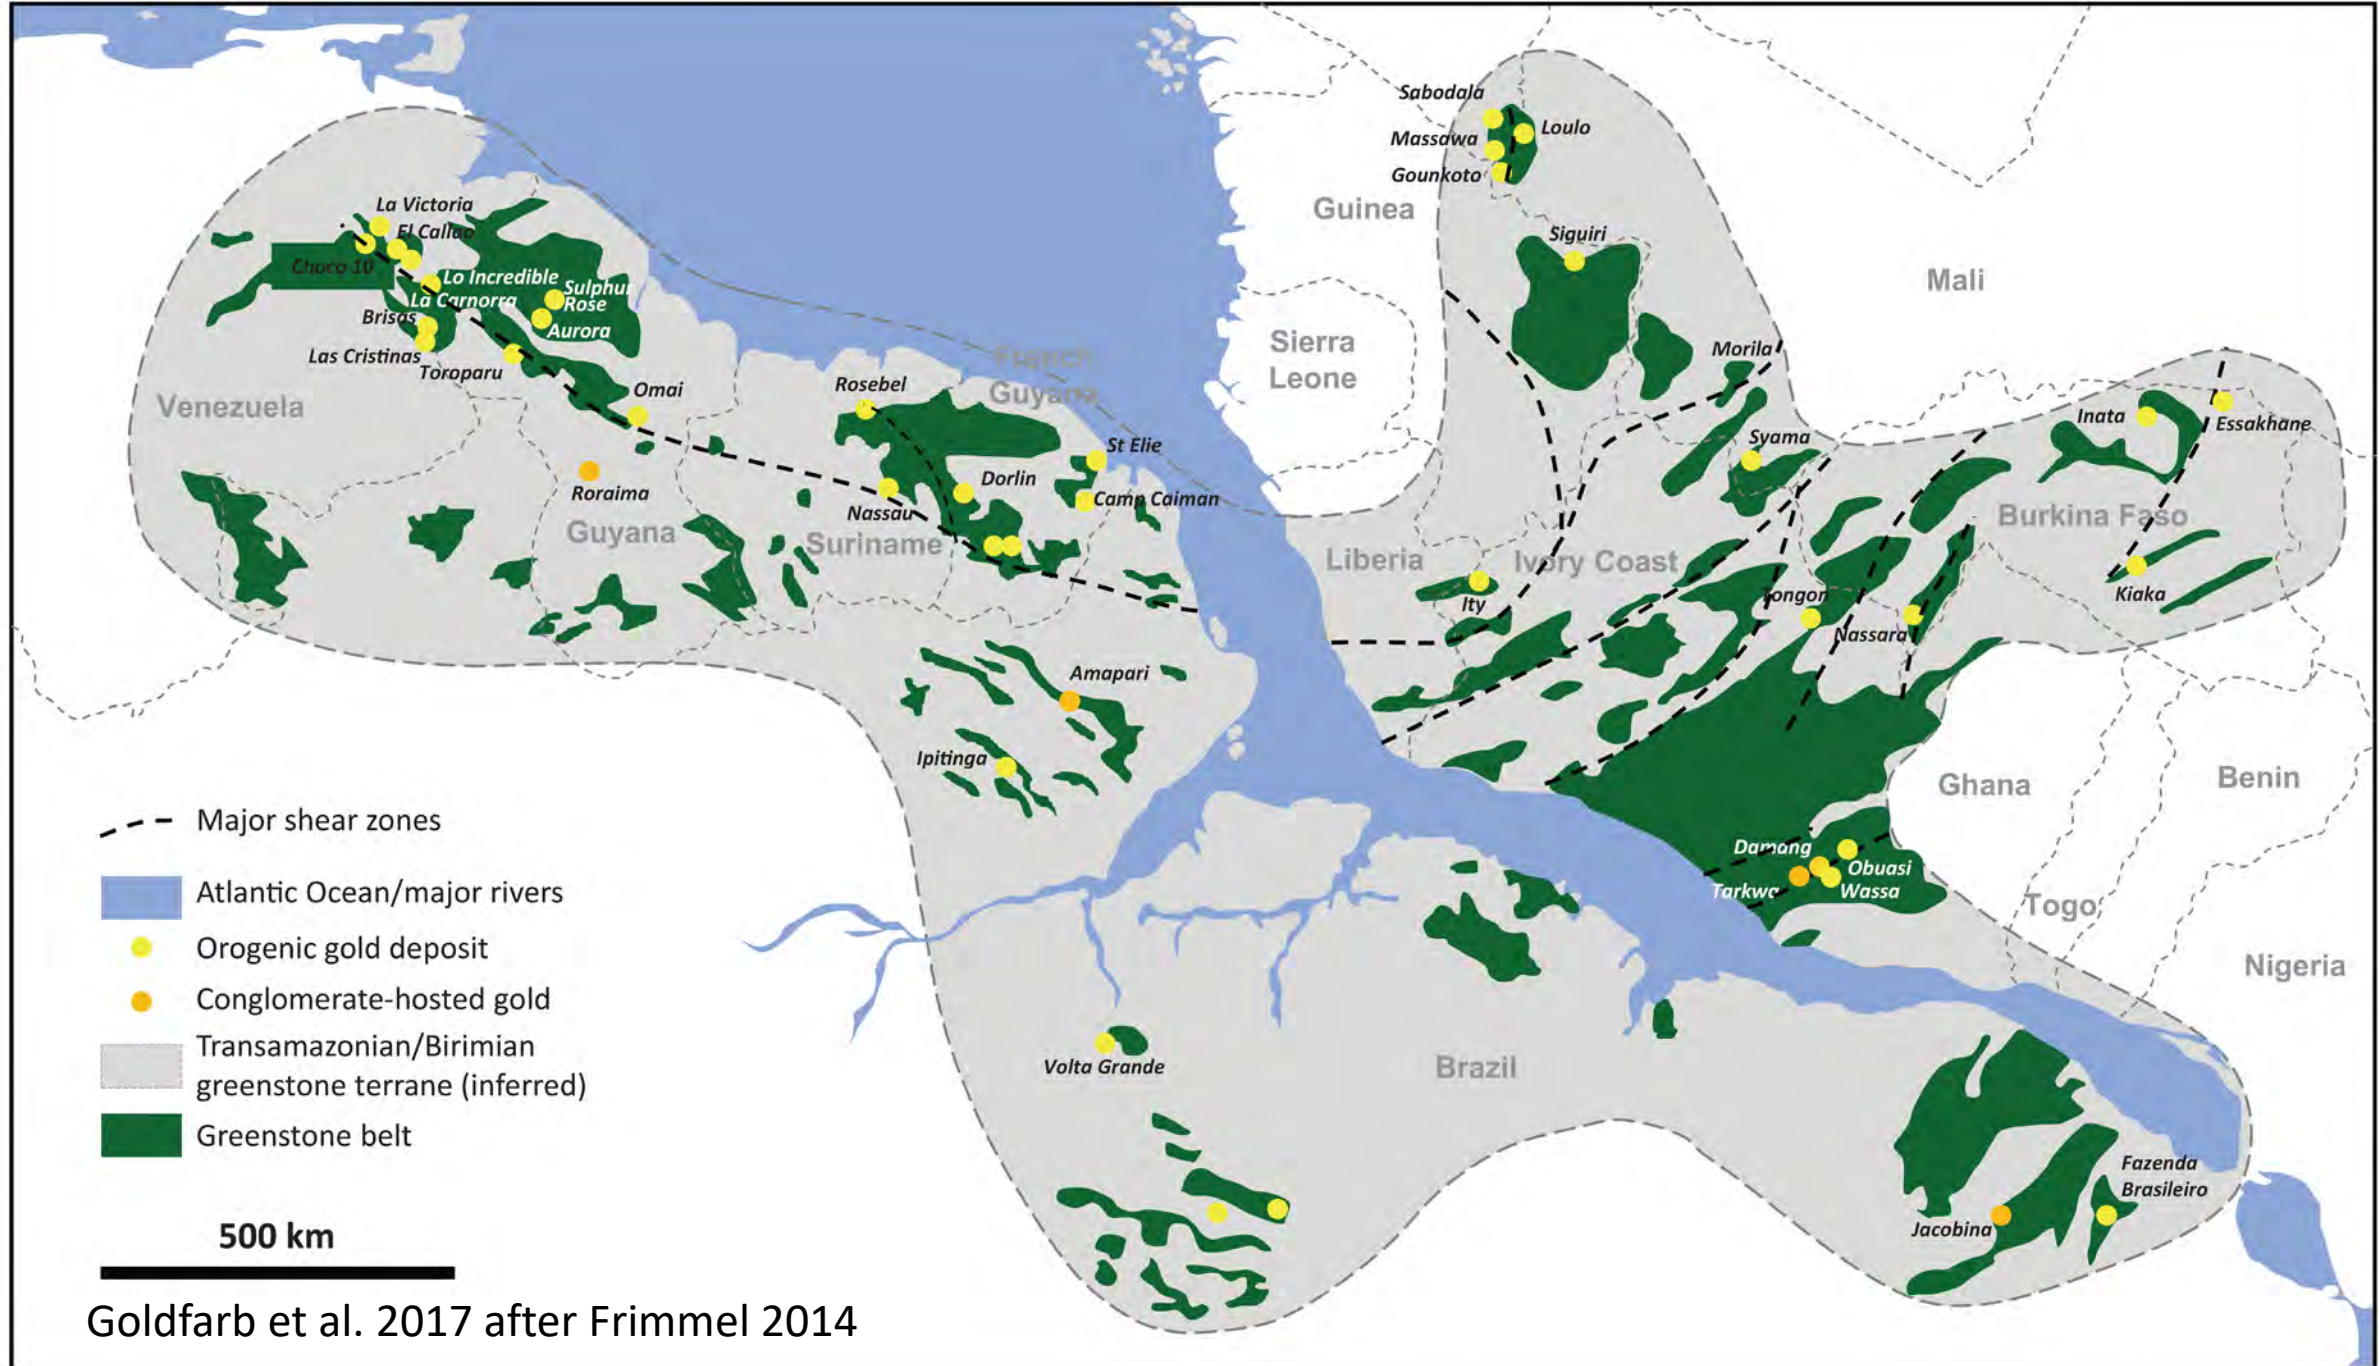 Sabodala
Massawa
Loulo
Gounkoto
Guinea
Siguiri
La Victoria
El Callao
Choco 10
Lo Incredible
La Carnorra
Sulphur
Rose
Brisas
Aurora
Las Cristinas
Toroparu
Mali
Sierra
Leone
Morila
French
Guyana
Venezuela
Omai
Rosebel
Inata
Essakhane
Syama
St Elie
Dorlin
Camp Caiman
Roraima
Nassau
Guyana
Suriname
Burkina Faso
Liberia
Ivory Coast
Ity
Tongon
Nassara
Kiaka
Amapari
Ipitinga
Ghana
Benin
Damang
Obuasi
Tarkwa
Wassa
Togo
Nigeria
Volta Grande
Brazil
Fazenda
Brasileiro
Jacobina
Major shear zones
Atlantic Ocean/major rivers
Orogenic gold deposit
Conglomerate-hosted gold
Transamazonian/Birimian
greenstone terrane (inferred)
Greenstone belt
500 km
Goldfarb et al. 2017 after Frimmel 2014